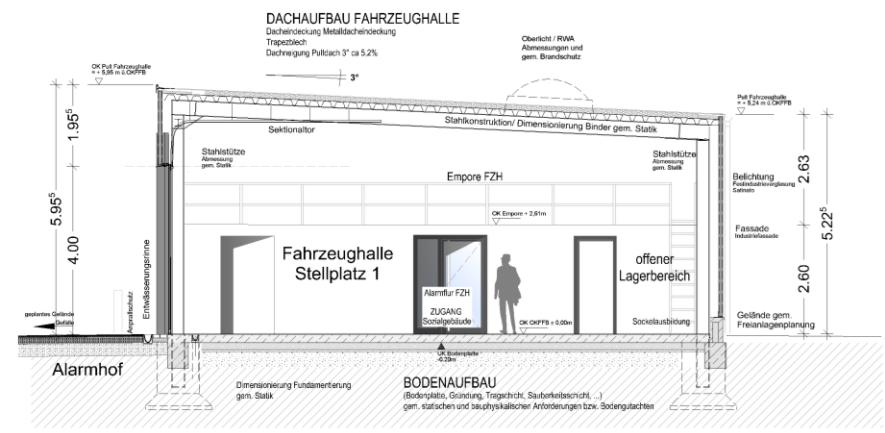 DACHAUFBAU FAHRZEUGHALLE
Dacheindeckung Metalldacheindeckung
Trapezblech
Dachneigung Pultdach 3° ca 5,2%
3°
Oberlicht / RWA
Abmessungen und
gem. Brandschutz
OK Pult Fahrzeughalle
= + 5,95 m ü.OKFFB
Pult Fahrzeughalle
= + 5,24 m ü.OKFFB
Sektionaltor
Stahlkonstruktion/ Dimensionierung Binder gem. Statik
Stahlstütze
Abmessung
gem. Statik
Stahlstütze
Abmessung
gem. Statik
Empore FZH
OK Empore + 2,61m
1.95⁵
5.95⁵
4.00
2.63
5.22⁵
2.60
Belichtung
Festindustrieverglasung
Satinato
Fassade
Industriefassade
Fahrzeughalle
Stellplatz 1
offener
Lagerbereich
Alarmflur FZH
ZUGANG
Sozialgebäude
OK OKFFB = 0,00m
Sockelausbildung
Gelände gem.
Freianlagenplanung
geplantes Gelände
Gefälle
Anprallschutz
Entwässerungsrinne
Alarmhof
UK Bodenplatte
Dimensionierung Fundamentierung
gem. Statik
BODENAUFBAU
(Bodenplatte, Gründung, Tragschicht, Sauberkeitsschicht, ...)
gem. statischen und bauphysikalischen Anforderungen bzw. Bodengutachten